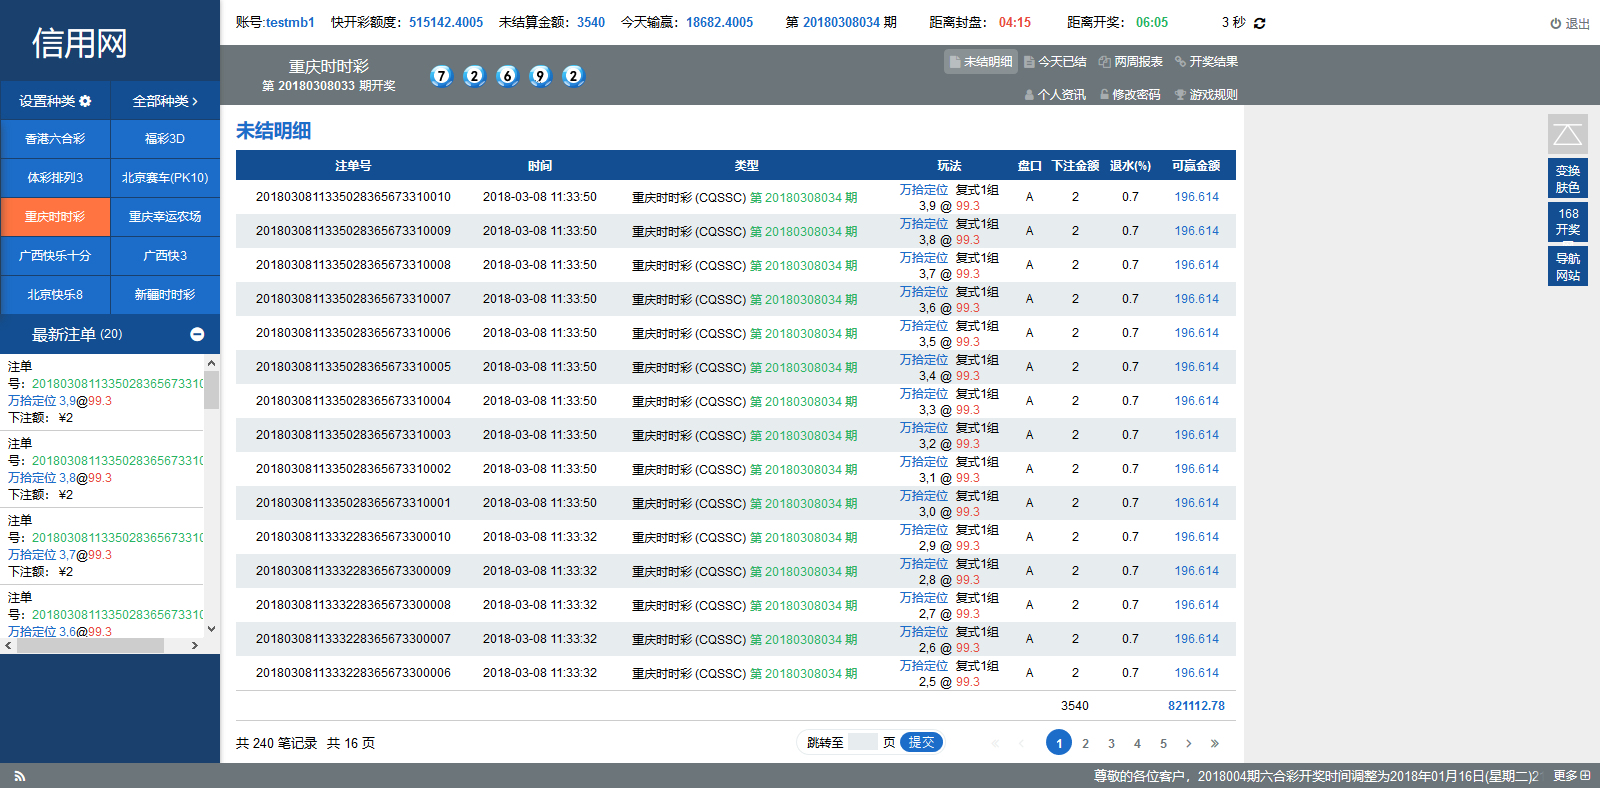 信用网
账号:testmb1 快开彩额度：515142.4005 未结算金额：3540 今天输赢：18682.4005 第 20180308034 期 距离封盘：04:15 距离开奖：06:05 3 秒 退出
重庆时时彩
第 20180308033 期开奖
7 2 6 9 2
未结明细 今天已结 两周报表 开奖结果
个人资讯 修改密码 游戏规则
设置种类 全部种类
香港六合彩 福彩3D
体彩排列3 北京赛车(PK10)
重庆时时彩 重庆幸运农场
广西快乐十分 广西快3
北京快乐8 新疆时时彩
最新注单 (20)
注单
号：2018030811335028365673310
万拾定位 3,9@99.3
下注额： ¥2
注单
号：2018030811335028365673310
万拾定位 3,8@99.3
下注额： ¥2
注单
号：2018030811335028365673310
万拾定位 3,7@99.3
下注额： ¥2
注单
号：2018030811335028365673310
万拾定位 3,6@99.3
未结明细
注单号 时间 类型 玩法 盘口 下注金额 退水(%) 可赢金额
2018030811335028365673310010 2018-03-08 11:33:50 重庆时时彩 (CQSSC) 第 20180308034 期 万拾定位 复式1组 3,9 @ 99.3 A 2 0.7 196.614
2018030811335028365673310009 2018-03-08 11:33:50 重庆时时彩 (CQSSC) 第 20180308034 期 万拾定位 复式1组 3,8 @ 99.3 A 2 0.7 196.614
2018030811335028365673310008 2018-03-08 11:33:50 重庆时时彩 (CQSSC) 第 20180308034 期 万拾定位 复式1组 3,7 @ 99.3 A 2 0.7 196.614
2018030811335028365673310007 2018-03-08 11:33:50 重庆时时彩 (CQSSC) 第 20180308034 期 万拾定位 复式1组 3,6 @ 99.3 A 2 0.7 196.614
2018030811335028365673310006 2018-03-08 11:33:50 重庆时时彩 (CQSSC) 第 20180308034 期 万拾定位 复式1组 3,5 @ 99.3 A 2 0.7 196.614
2018030811335028365673310005 2018-03-08 11:33:50 重庆时时彩 (CQSSC) 第 20180308034 期 万拾定位 复式1组 3,4 @ 99.3 A 2 0.7 196.614
2018030811335028365673310004 2018-03-08 11:33:50 重庆时时彩 (CQSSC) 第 20180308034 期 万拾定位 复式1组 3,3 @ 99.3 A 2 0.7 196.614
2018030811335028365673310003 2018-03-08 11:33:50 重庆时时彩 (CQSSC) 第 20180308034 期 万拾定位 复式1组 3,2 @ 99.3 A 2 0.7 196.614
2018030811335028365673310002 2018-03-08 11:33:50 重庆时时彩 (CQSSC) 第 20180308034 期 万拾定位 复式1组 3,1 @ 99.3 A 2 0.7 196.614
2018030811335028365673310001 2018-03-08 11:33:50 重庆时时彩 (CQSSC) 第 20180308034 期 万拾定位 复式1组 3,0 @ 99.3 A 2 0.7 196.614
2018030811333228365673300010 2018-03-08 11:33:32 重庆时时彩 (CQSSC) 第 20180308034 期 万拾定位 复式1组 2,9 @ 99.3 A 2 0.7 196.614
2018030811333228365673300009 2018-03-08 11:33:32 重庆时时彩 (CQSSC) 第 20180308034 期 万拾定位 复式1组 2,8 @ 99.3 A 2 0.7 196.614
2018030811333228365673300008 2018-03-08 11:33:32 重庆时时彩 (CQSSC) 第 20180308034 期 万拾定位 复式1组 2,7 @ 99.3 A 2 0.7 196.614
2018030811333228365673300007 2018-03-08 11:33:32 重庆时时彩 (CQSSC) 第 20180308034 期 万拾定位 复式1组 2,6 @ 99.3 A 2 0.7 196.614
2018030811333228365673300006 2018-03-08 11:33:32 重庆时时彩 (CQSSC) 第 20180308034 期 万拾定位 复式1组 2,5 @ 99.3 A 2 0.7 196.614
3540 821112.78
共 240 笔记录 共 16 页 跳转至 页 提交 « ‹ 1 2 3 4 5 › »
变换
肤色
168
开奖
导航
网站
尊敬的各位客户，2018004期六合彩开奖时间调整为2018年01月16日(星期二)2 更多